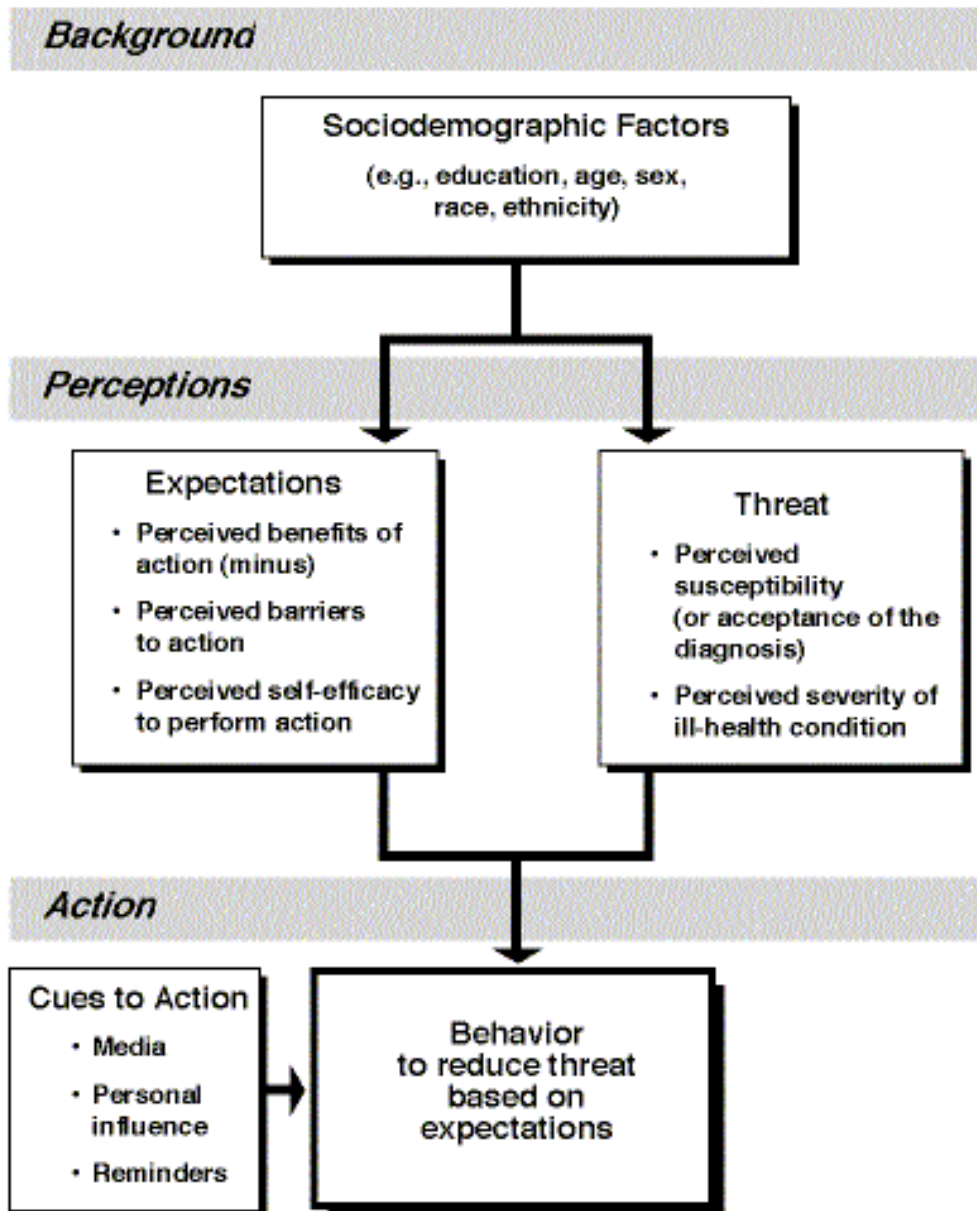 Background
Sociodemographic Factors
(e.g., education, age, sex,
race, ethnicity)
Perceptions
Expectations
• Perceived benefits of
action (minus)
• Perceived barriers
to action
• Perceived self-efficacy
to perform action
Threat
• Perceived
susceptibility
(or acceptance of the
diagnosis)
• Perceived severity of
ill-health condition
Action
Cues to Action
• Media
• Personal
influence
• Reminders
Behavior
to reduce threat
based on
expectations